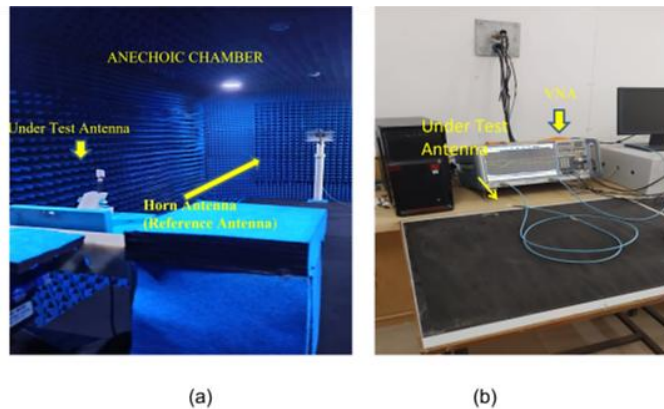 ANECHOIC CHAMBER
Under Test Antenna
Horn Antenna
(Reference Antenna)
VNA
Under Test
Antenna
(a)
(b)